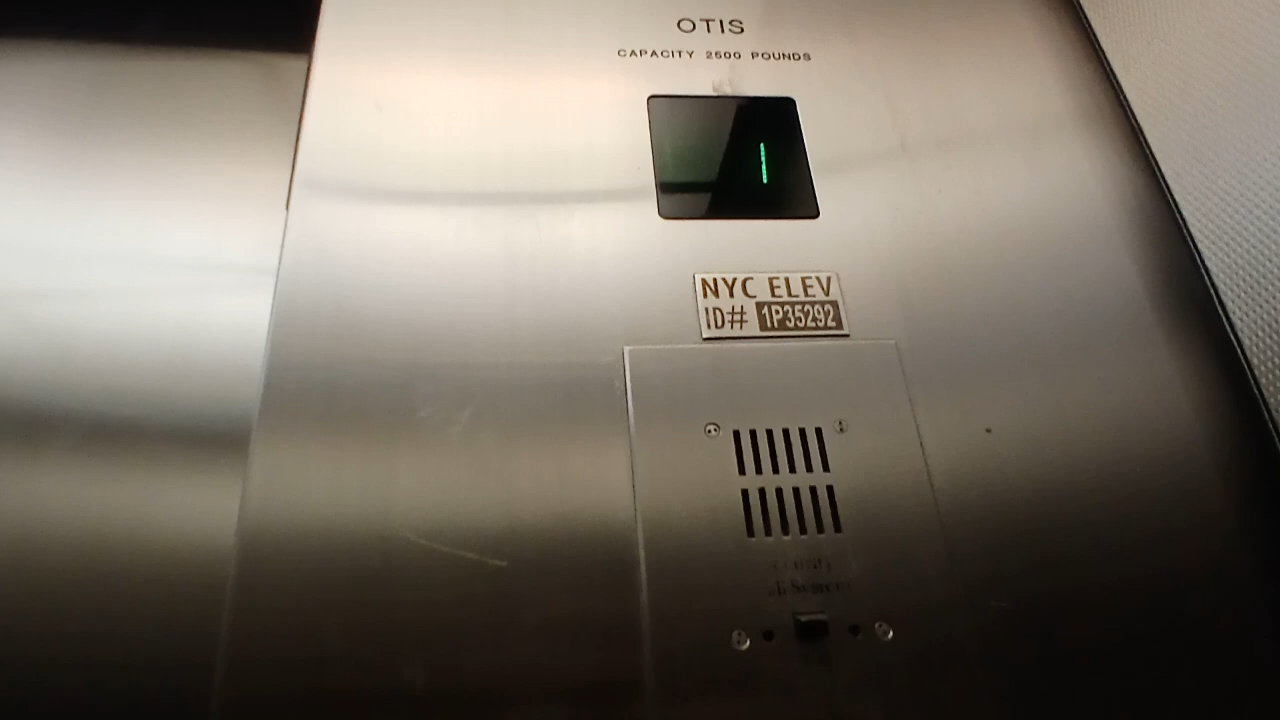 OTIS
CAPACITY 2500 POUNDS
1
NYC ELEV
ID# 1P35292